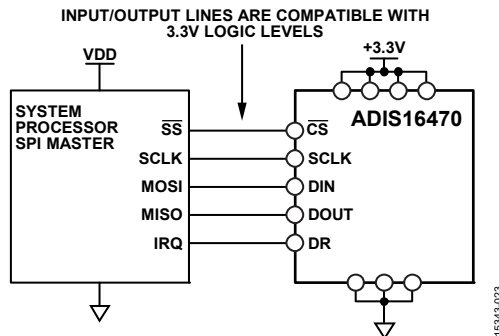 INPUT/OUTPUT LINES ARE COMPATIBLE WITH
3.3V LOGIC LEVELS
VDD
+3.3V
SYSTEM
PROCESSOR
SPI MASTER
ADIS16470
SS
CS
SCLK
SCLK
MOSI
DIN
MISO
DOUT
IRQ
DR
15343-023